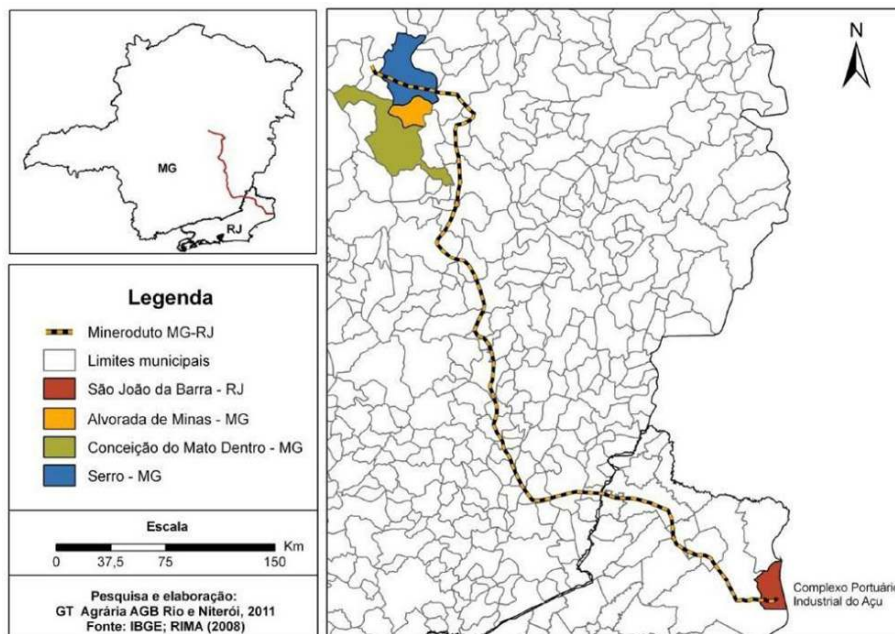 MG
RJ
N
Legenda
Mineroduto MG-RJ
Limites municipais
São João da Barra - RJ
Alvorada de Minas - MG
Conceição do Mato Dentro - MG
Serro - MG
Escala
Km
0 37,5 75 150
Pesquisa e elaboração:
GT Agrária AGB Rio e Niterói, 2011
Fonte: IBGE; RIMA (2008)
Complexo Portuário
Industrial do Açu